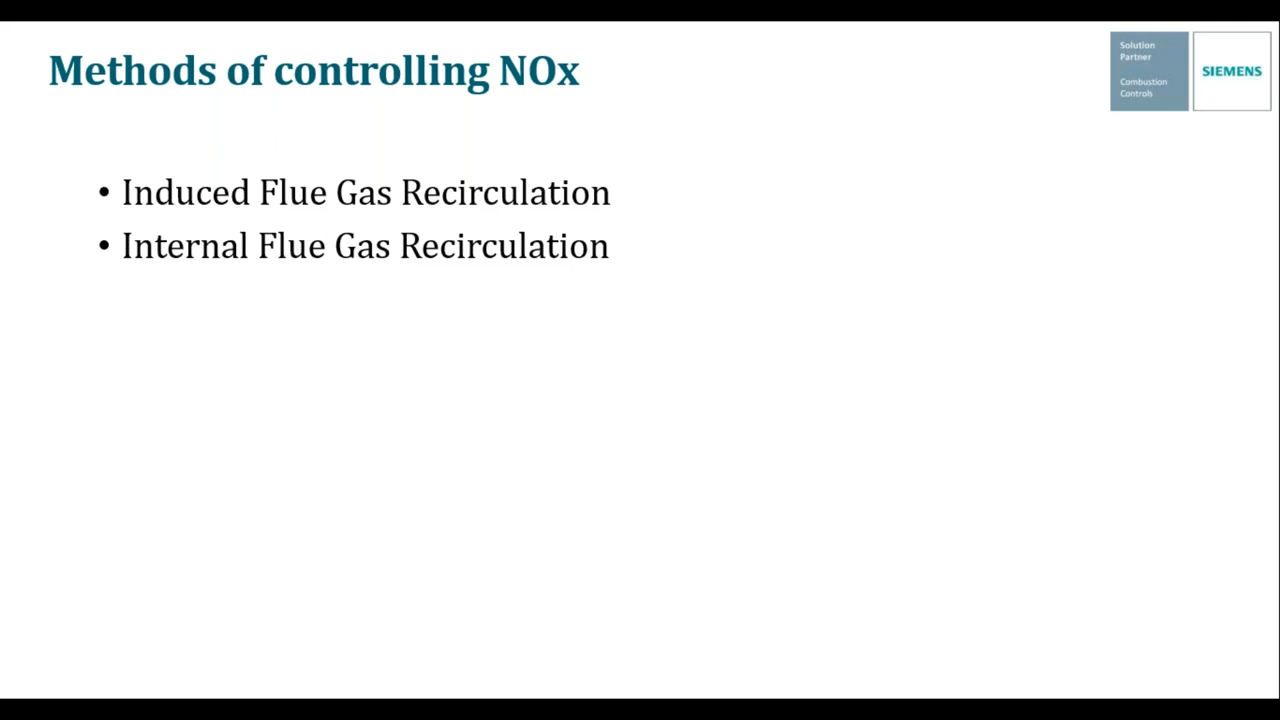 Methods of controlling NOx
Solution
Partner
Combustion
Controls
SIEMENS
• Induced Flue Gas Recirculation
• Internal Flue Gas Recirculation